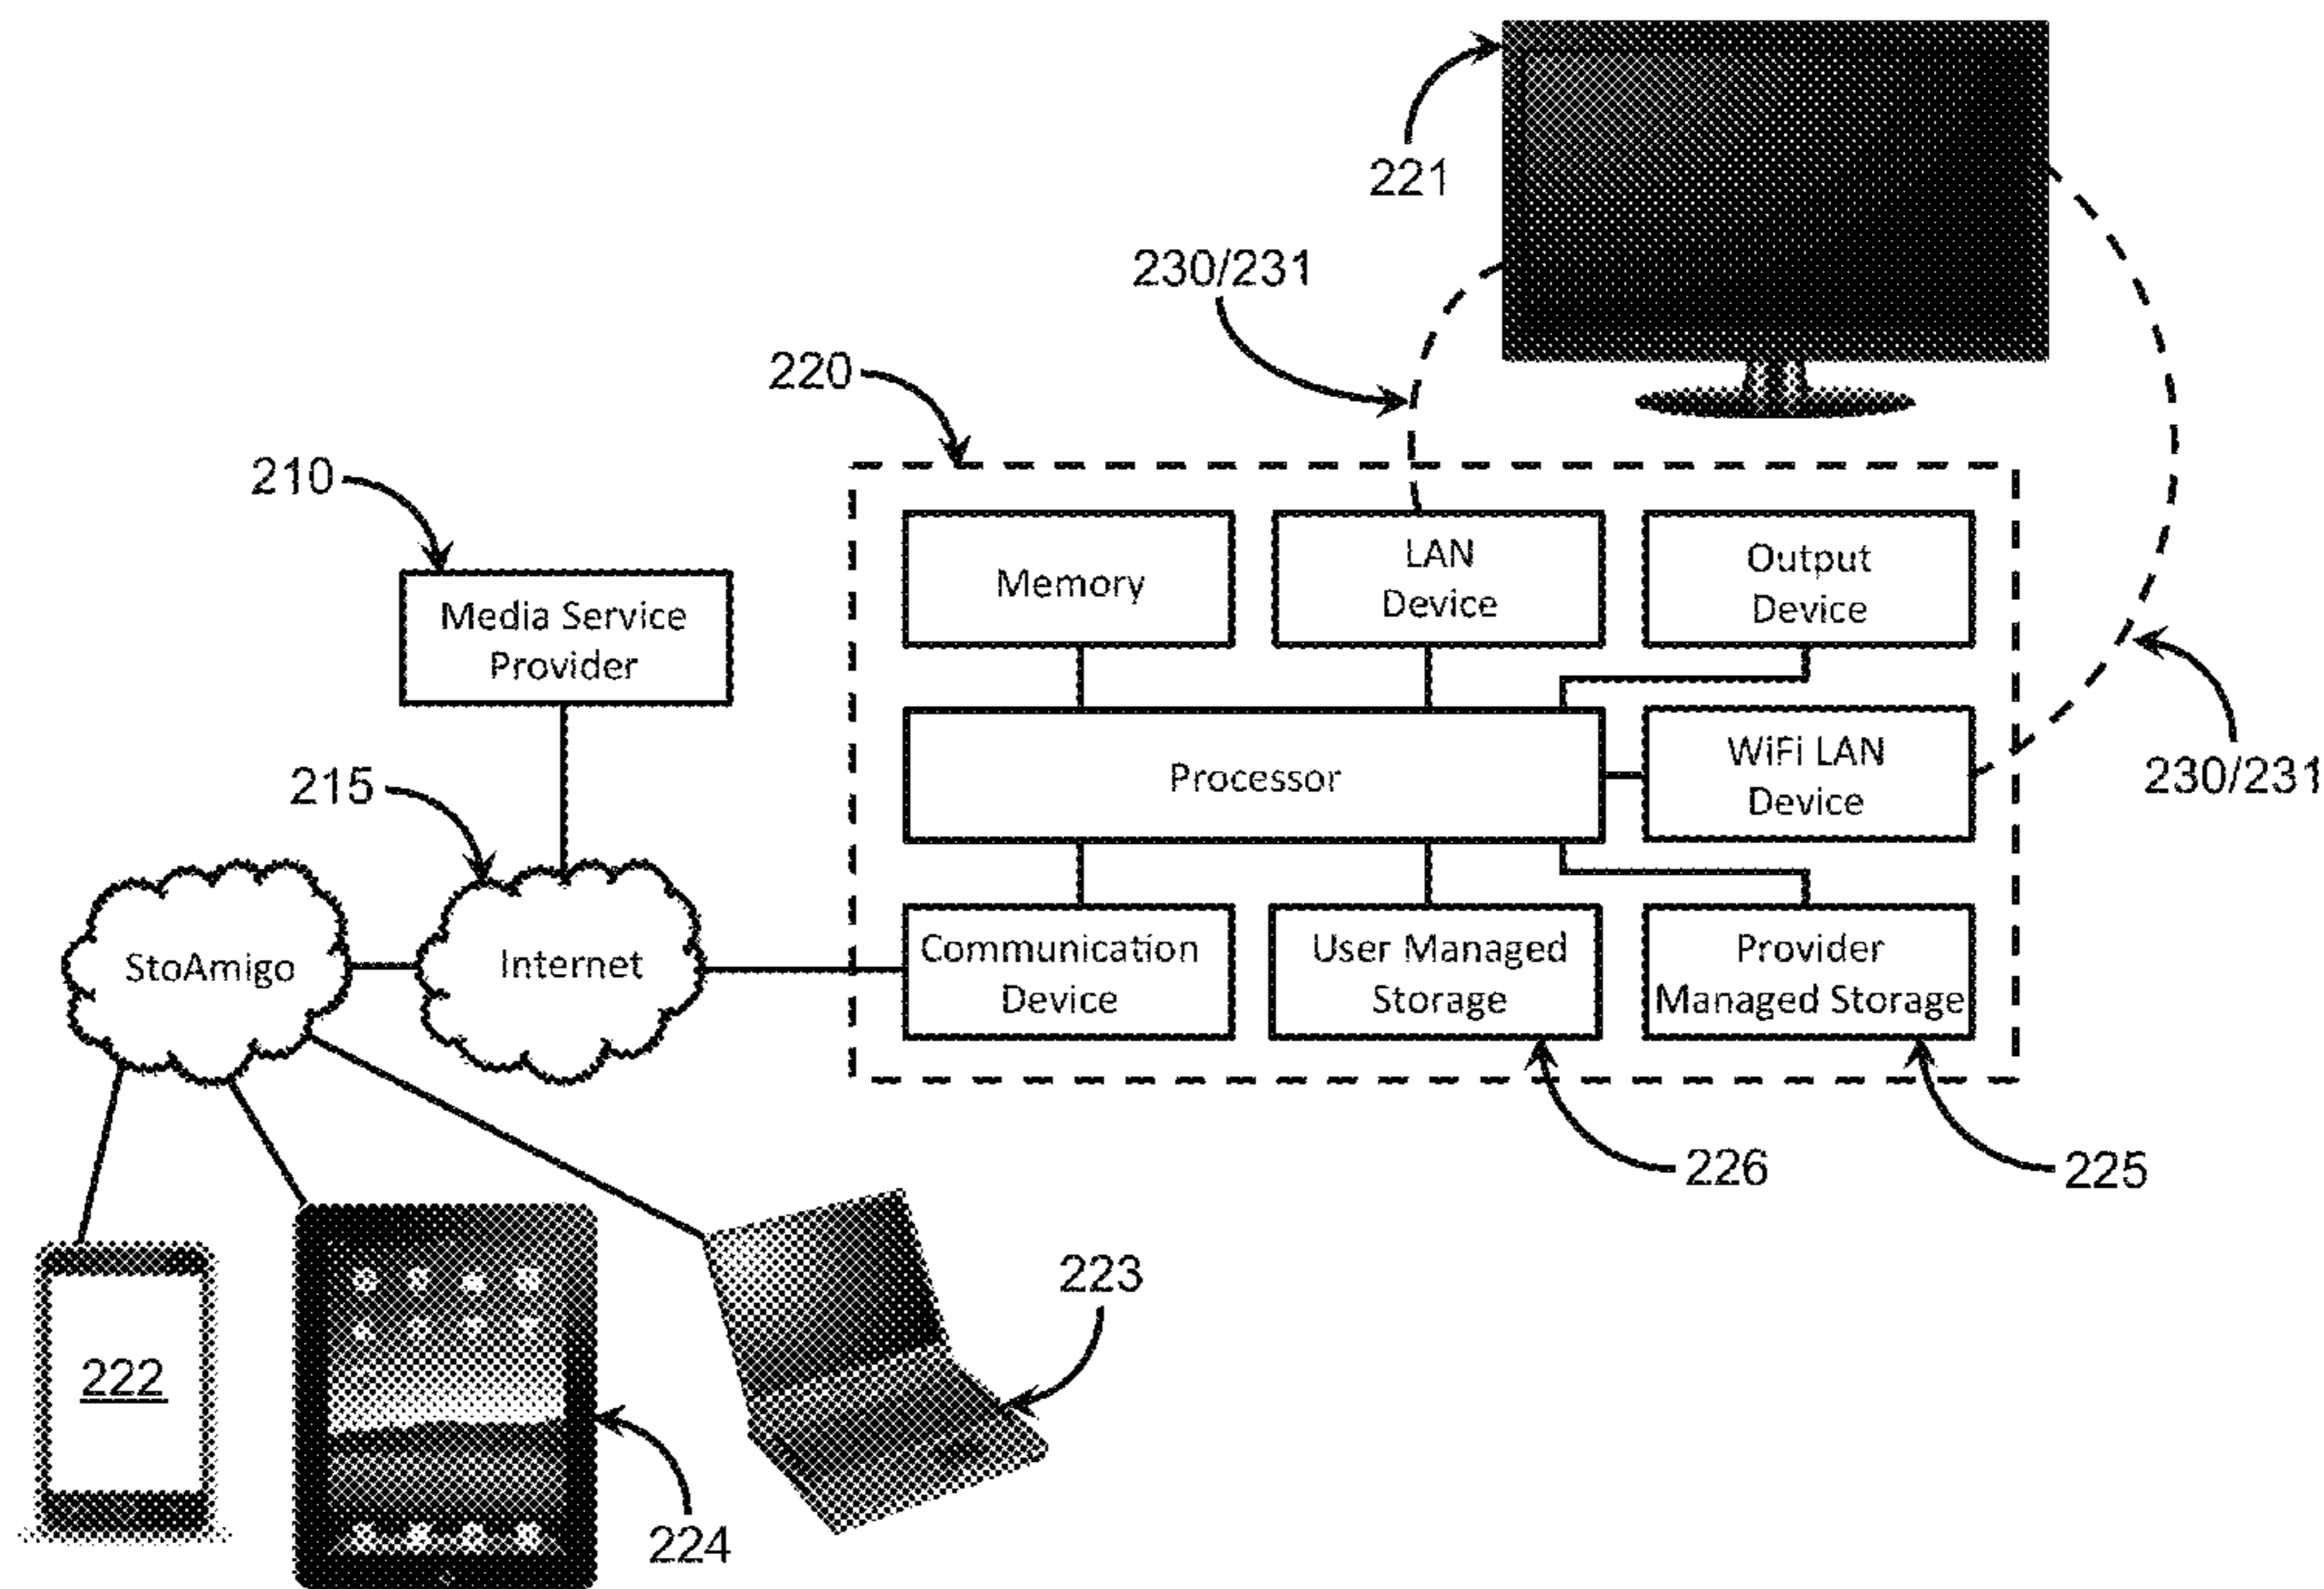 221
230/231
220
210
Memory
LAN
Device
Output
Device
Media Service
Provider
Processor
WiFi LAN
Device
230/231
215
StoAmigo
Internet
Communication
Device
User Managed
Storage
Provider
Managed Storage
226
225
222
224
223